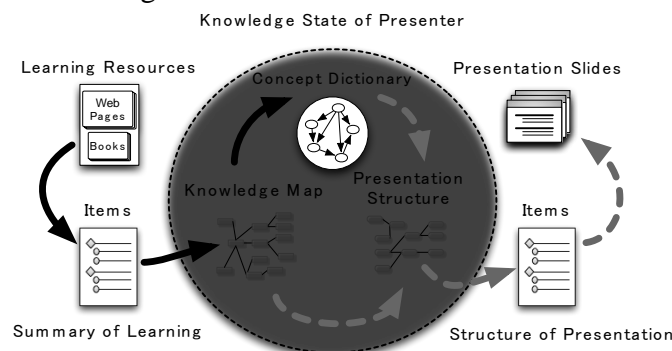 Knowledge State of Presenter
Learning Resources
Concept Dictionary
Presentation Slides
Web
Pages
Books
Knowledge Map
Presentation
Structure
Items
Items
Summary of Learning
Structure of Presentation